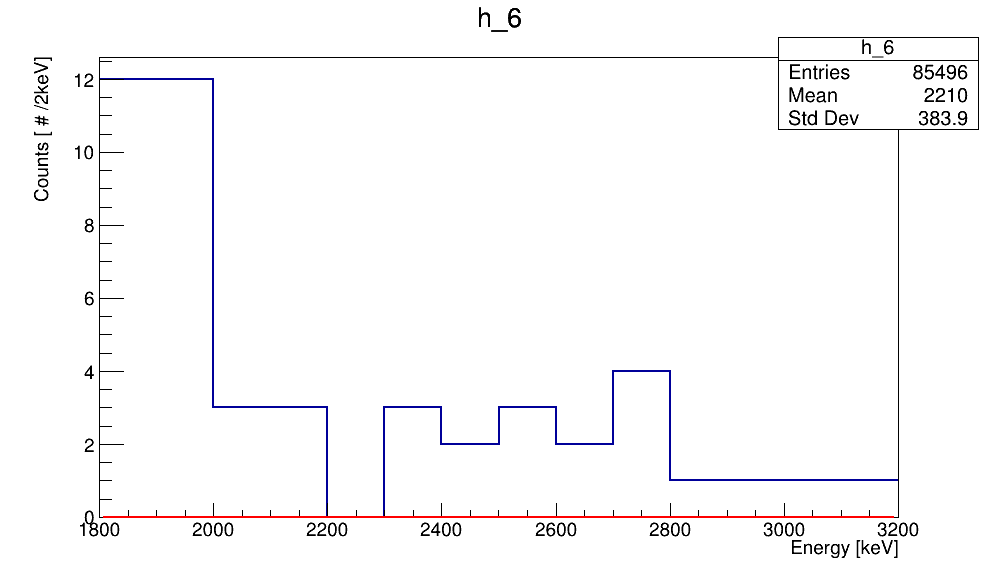 h_6
h_6
Entries 85496
Mean 2210
Std Dev 383.9
Counts [ # /2keV]
12
10
8
6
4
2
0
1800 2000 2200 2400 2600 2800 3000 3200
Energy [keV]